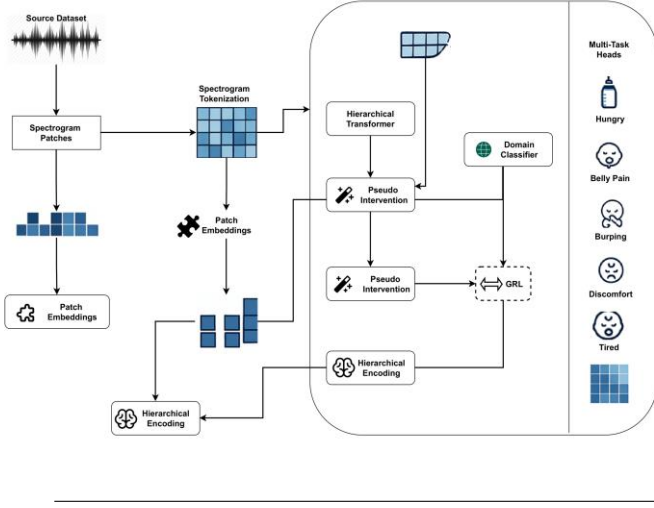 Source Dataset
Spectrogram
Patches
Patch
Embeddings
Spectrogram
Tokenization
Patch
Embeddings
Hierarchical
Encoding
Hierarchical
Transformer
Domain
Classifier
Pseudo
Intervention
Pseudo
Intervention
GRL
Hierarchical
Encoding
Multi-Task
Heads
Hungry
Belly Pain
Burping
Discomfort
Tired